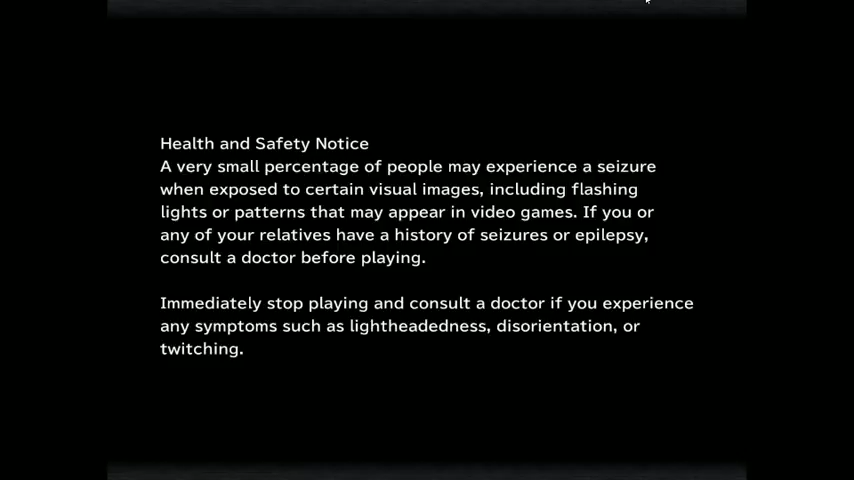 Health and Safety Notice
A very small percentage of people may experience a seizure
when exposed to certain visual images, including flashing
lights or patterns that may appear in video games. If you or
any of your relatives have a history of seizures or epilepsy,
consult a doctor before playing.
Immediately stop playing and consult a doctor if you experience
any symptoms such as lightheadedness, disorientation, or
twitching.